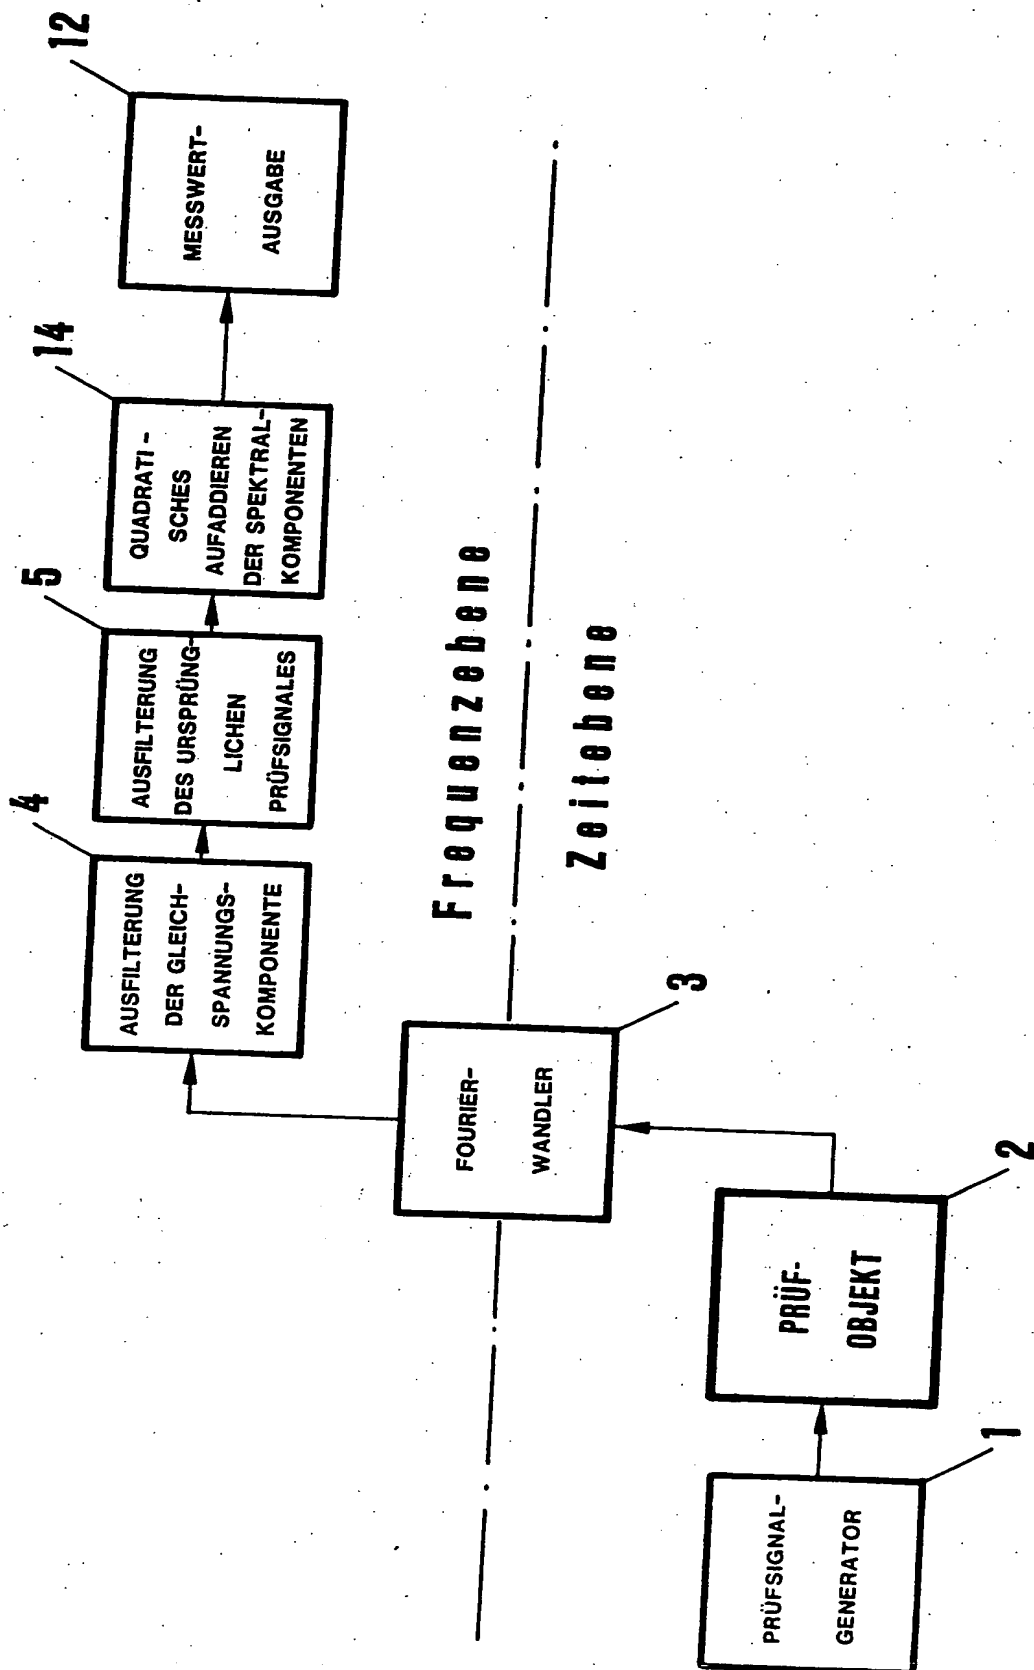 12
MESSWERT-
AUSGABE
14
QUADRATI-
SCHES
AUFADDIEREN
DER SPEKTRAL-
KOMPONENTEN
5
AUSFILTERUNG
DES URSPRÜNG-
LICHEN
PRÜFSIGNALES
4
AUSFILTERUNG
DER GLEICH-
SPANNUNGS-
KOMPONENTE
Frequenzebene
Zeitebene
3
FOURIER-
WANDLER
2
PRÜF-
OBJEKT
1
PRÜFSIGNAL-
GENERATOR